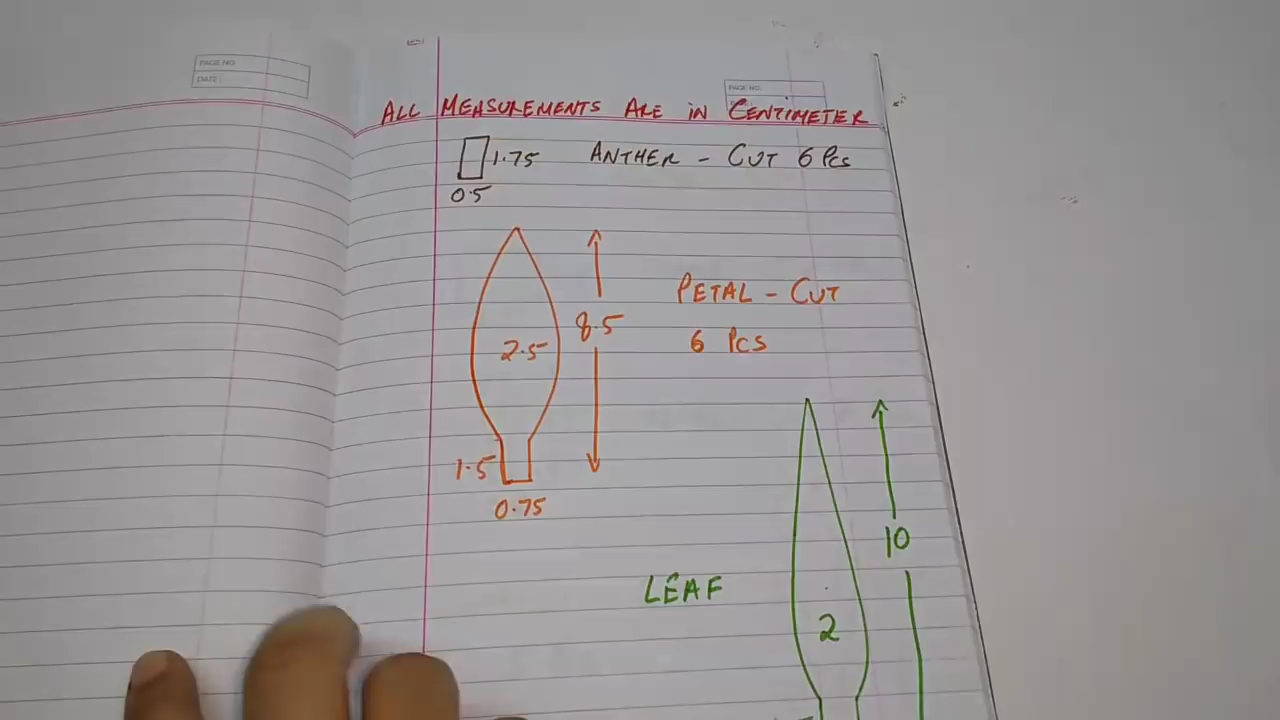 PAGE NO:
DATE:
PAGE NO:
ALL MEASUREMENTS ARE IN CENTIMETER
1.75 ANTHER - CUT 6 PCS
0.5
PETAL - CUT
8.5
2.5 6 PCS
1.5
0.75
10
LEAF
2